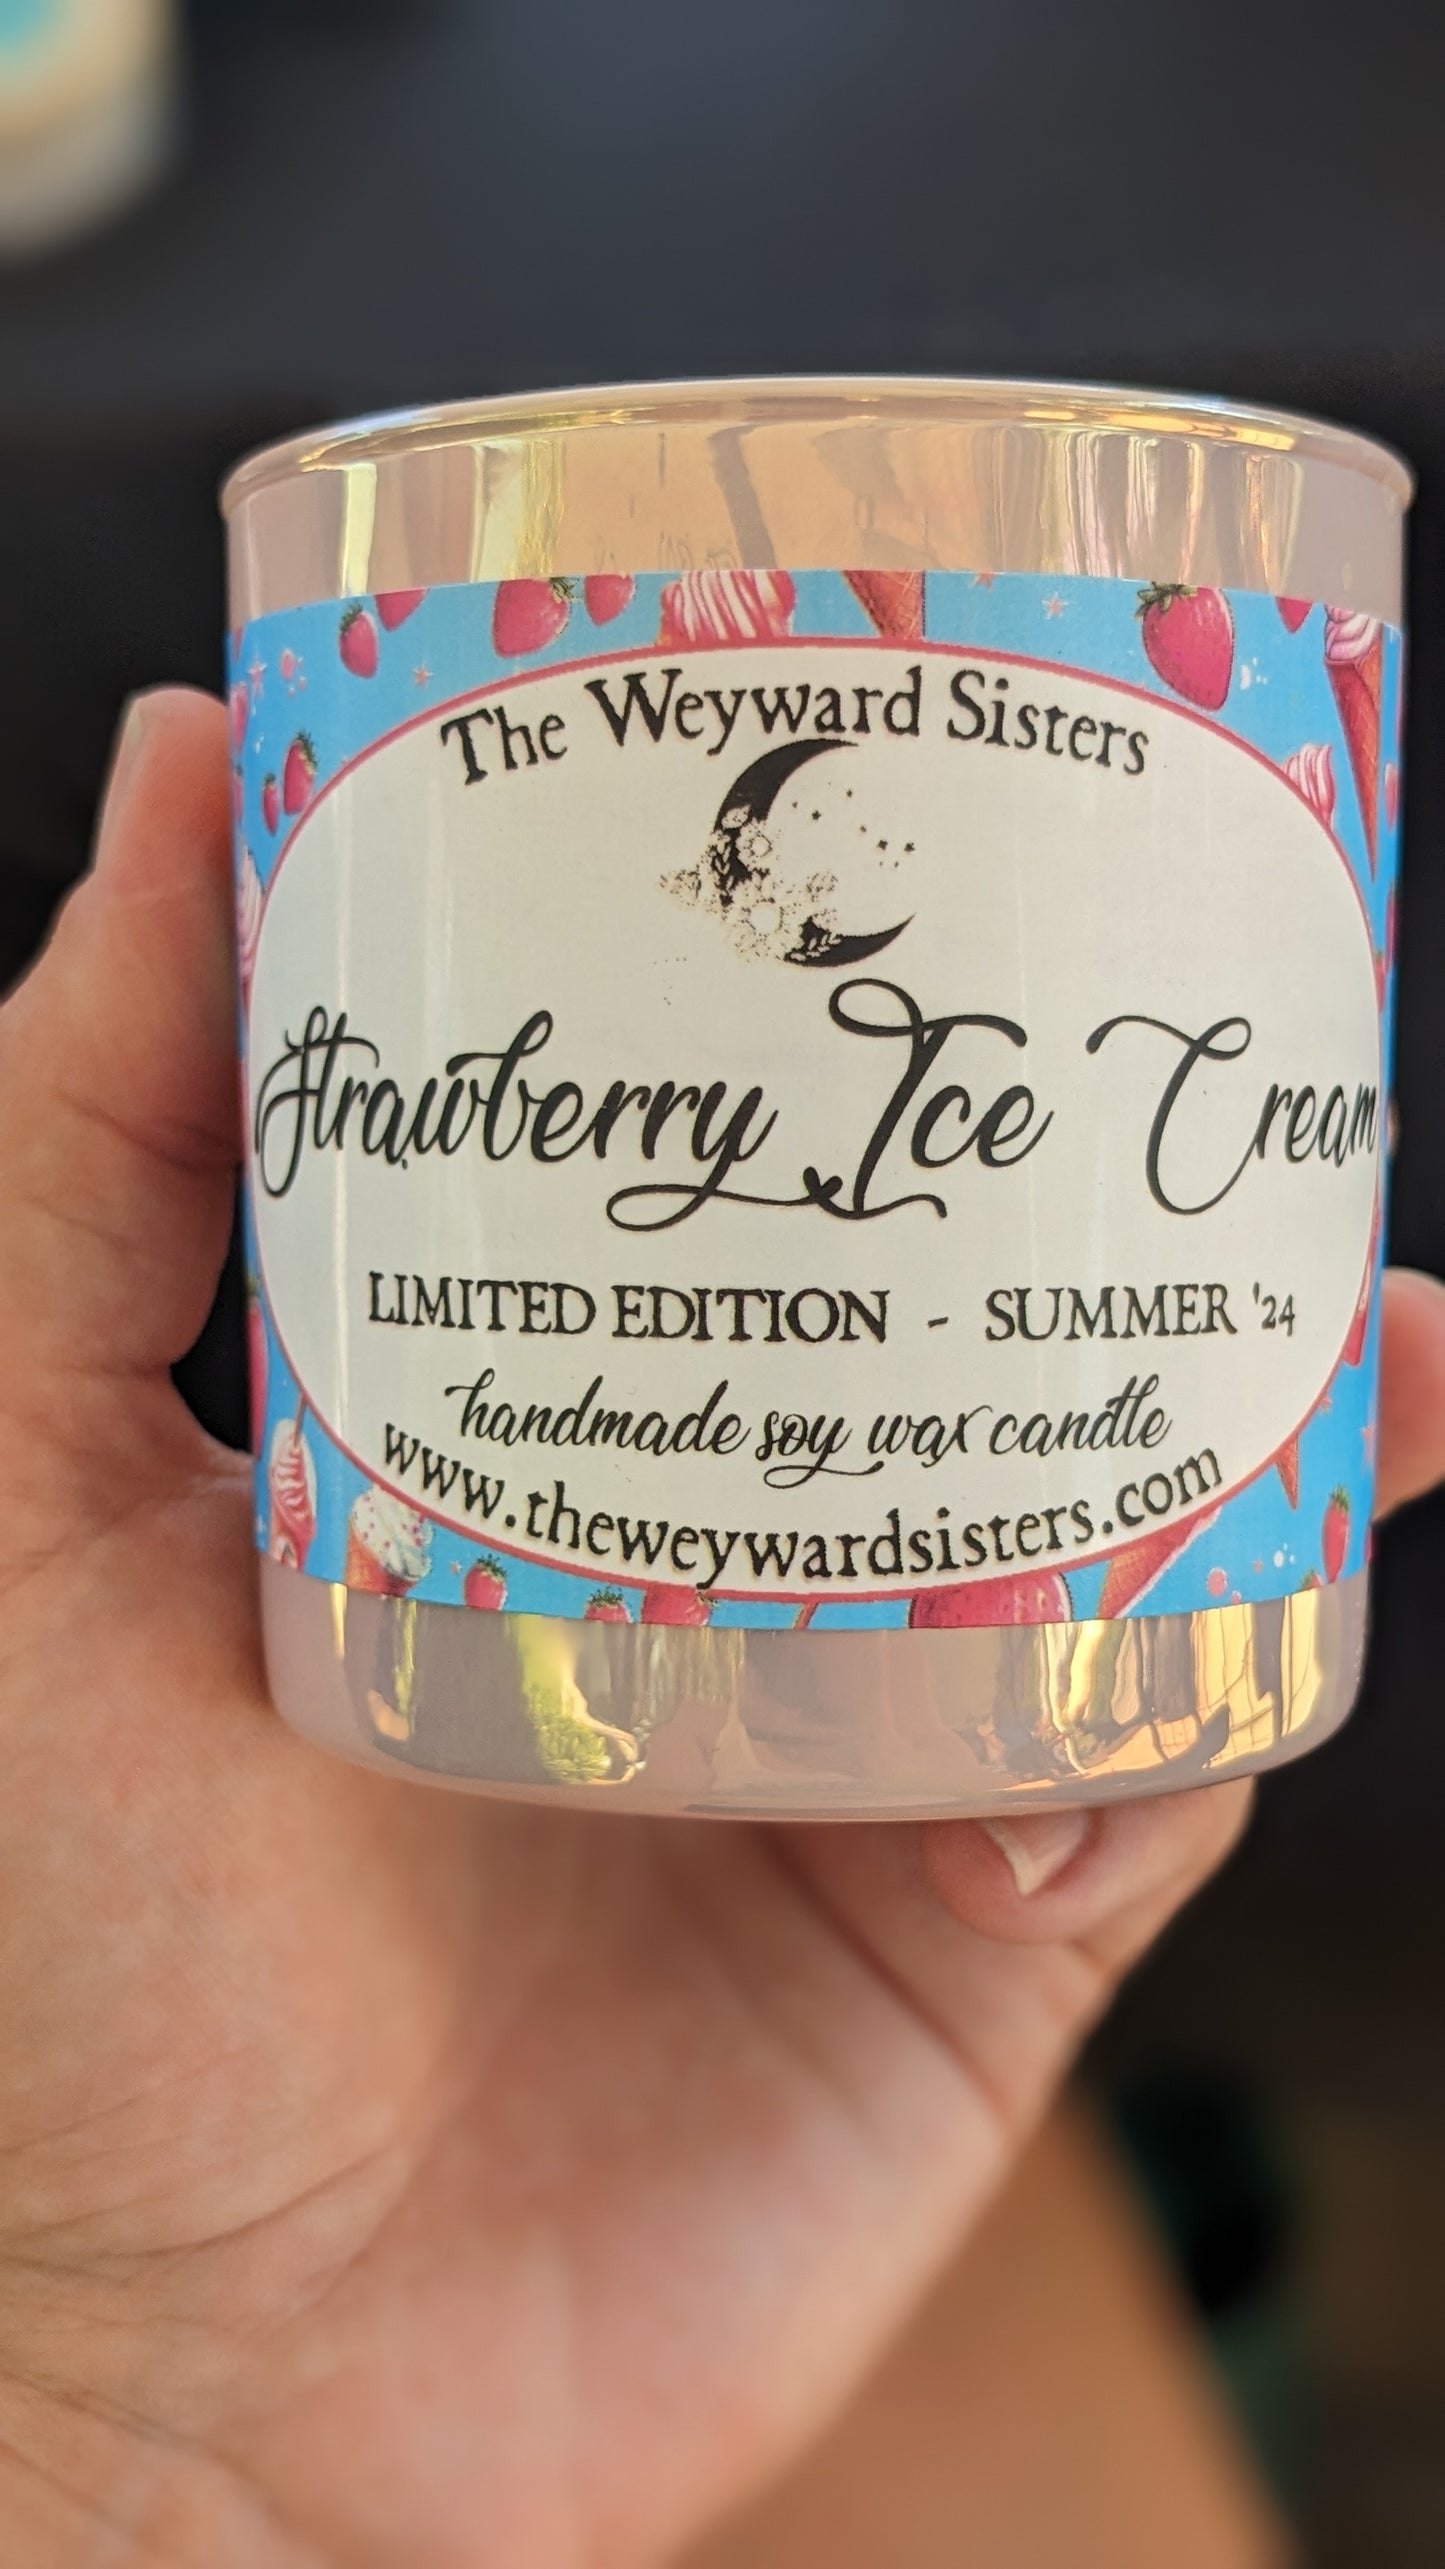 The Weyward Sisters
Strawberry Ice Cream
LIMITED EDITION - SUMMER '24
handmade soy wax candle
www.theweywardsisters.com